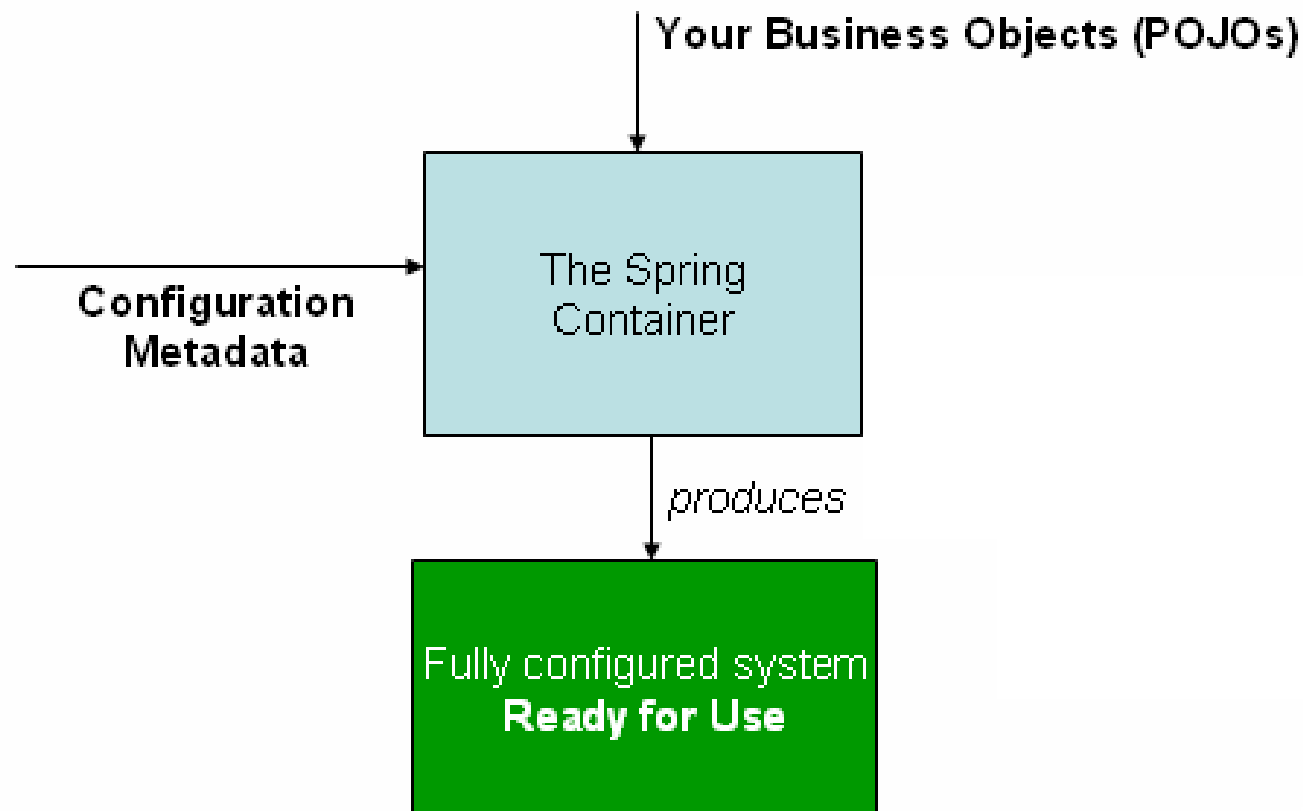 Your Business Objects (POJOs)
The Spring
Container
Configuration
Metadata
produces
Fully configured system
Ready for Use